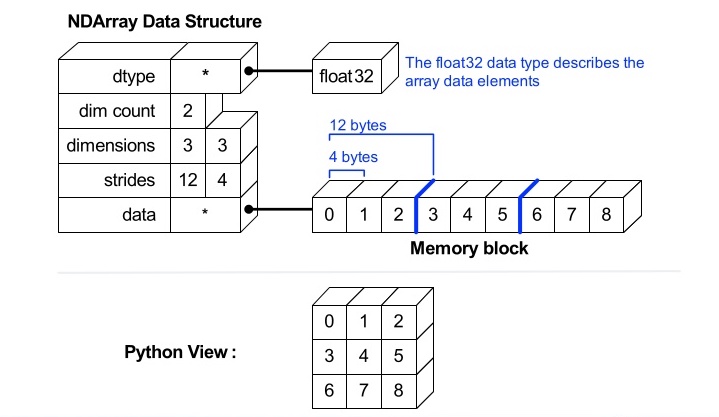 NDArray Data Structure
dtype *
float32
The float32 data type describes the
array data elements
dim count 2
dimensions 3 3
strides 12 4
data *
12 bytes
4 bytes
0 1 2 3 4 5 6 7 8
Memory block
Python View :
0 1 2
3 4 5
6 7 8